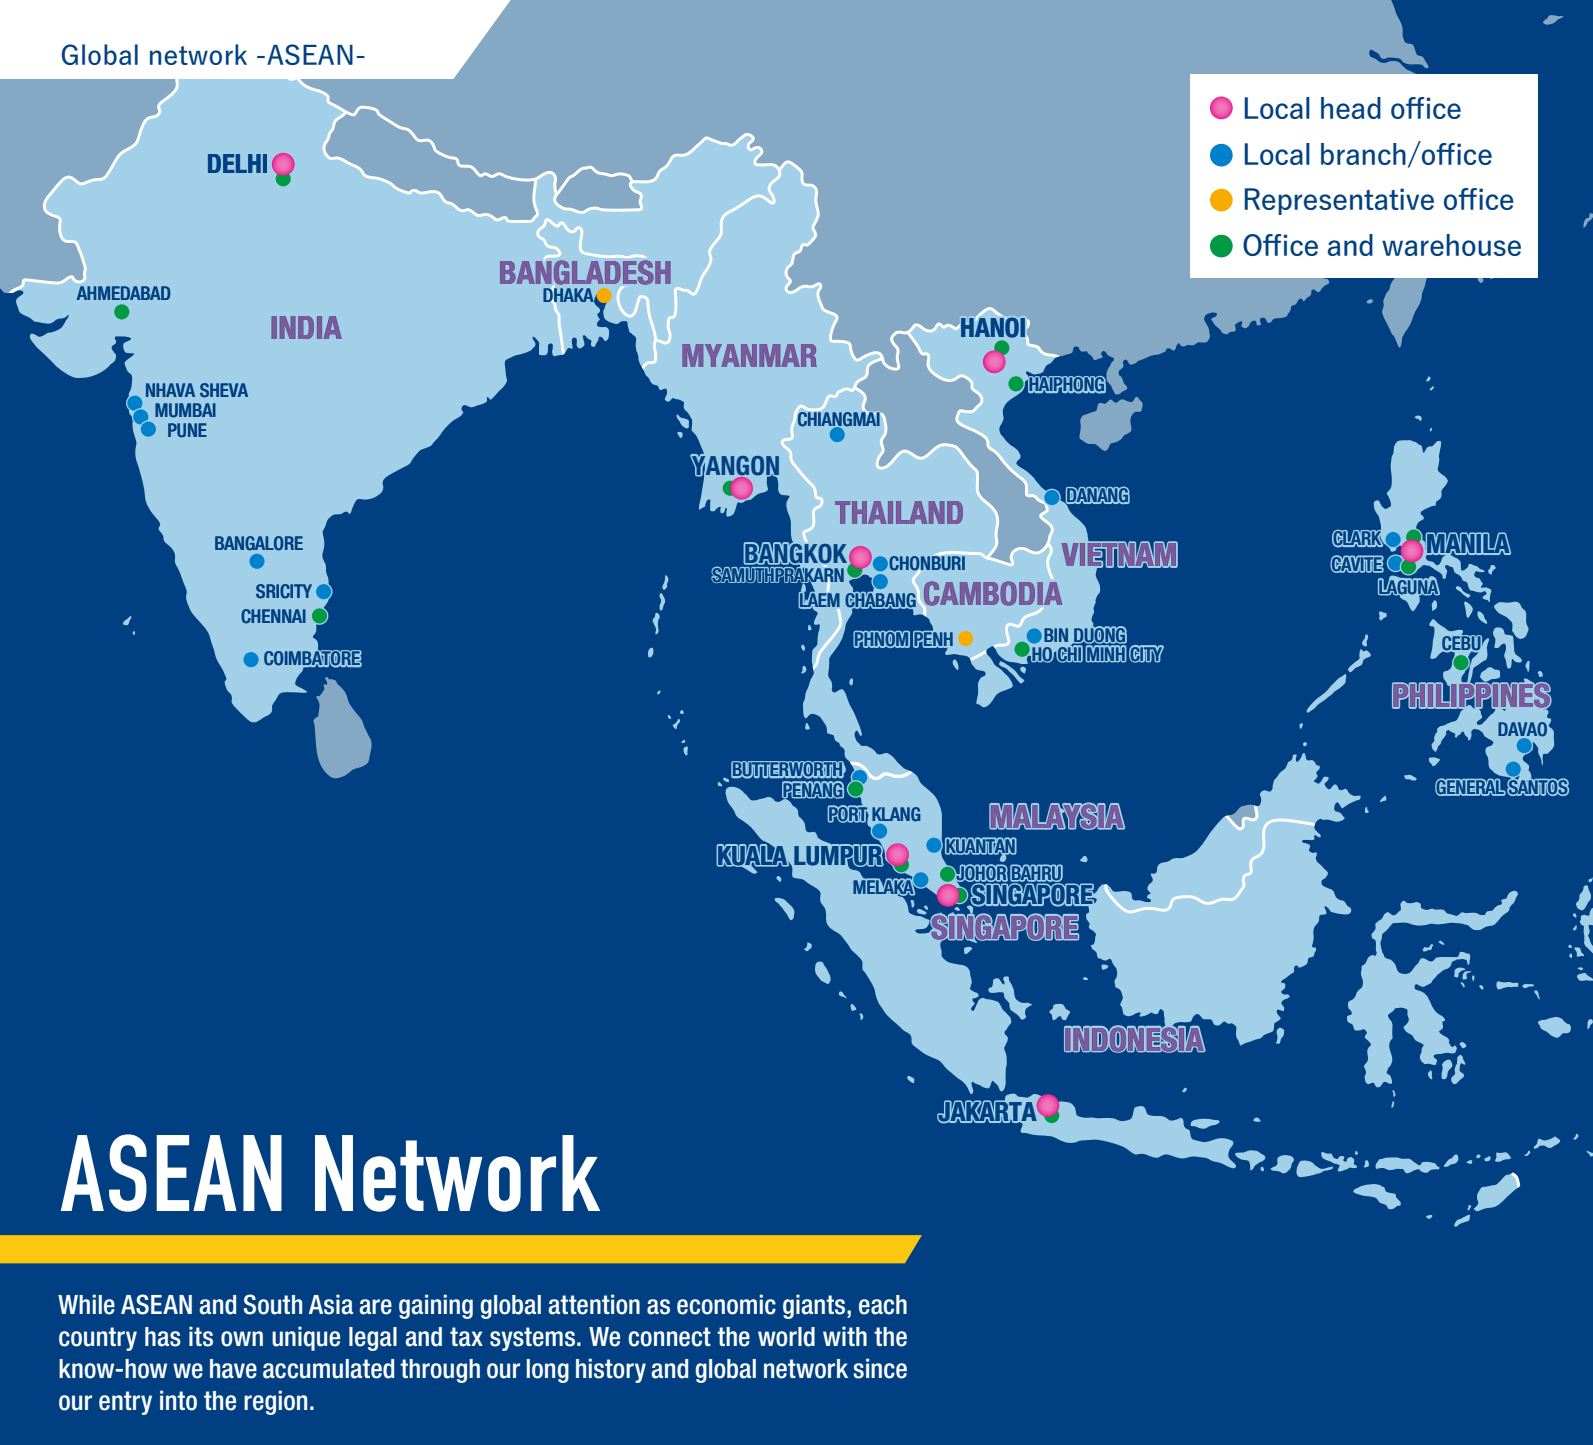 Global network -ASEAN-
Local head office
Local branch/office
Representative office
Office and warehouse
DELHI
BANGLADESH
DHAKA
AHMEDABAD
INDIA
HANOI
MYANMAR
HAIPHONG
NHAVA SHEVA
MUMBAI
PUNE
CHIANGMAI
YANGON
DANANG
THAILAND
BANGALORE
CLARK
MANILA
BANGKOK
CHONBURI
VIETNAM
CAVITE
SAMUTHPRAKARN
LAGUNA
SRICITY
LAEM CHABANG
CAMBODIA
CHENNAI
PHNOM PENH
BIN DUONG
HO CHI MINH CITY
CEBU
COIMBATORE
PHILIPPINES
DAVAO
BUTTERWORTH
PENANG
GENERAL SANTOS
PORT KLANG
MALAYSIA
KUALA LUMPUR
KUANTAN
JOHOR BAHRU
MELAKA
SINGAPORE
SINGAPORE
INDONESIA
JAKARTA
ASEAN Network
While ASEAN and South Asia are gaining global attention as economic giants, each
country has its own unique legal and tax systems. We connect the world with the
know-how we have accumulated through our long history and global network since
our entry into the region.